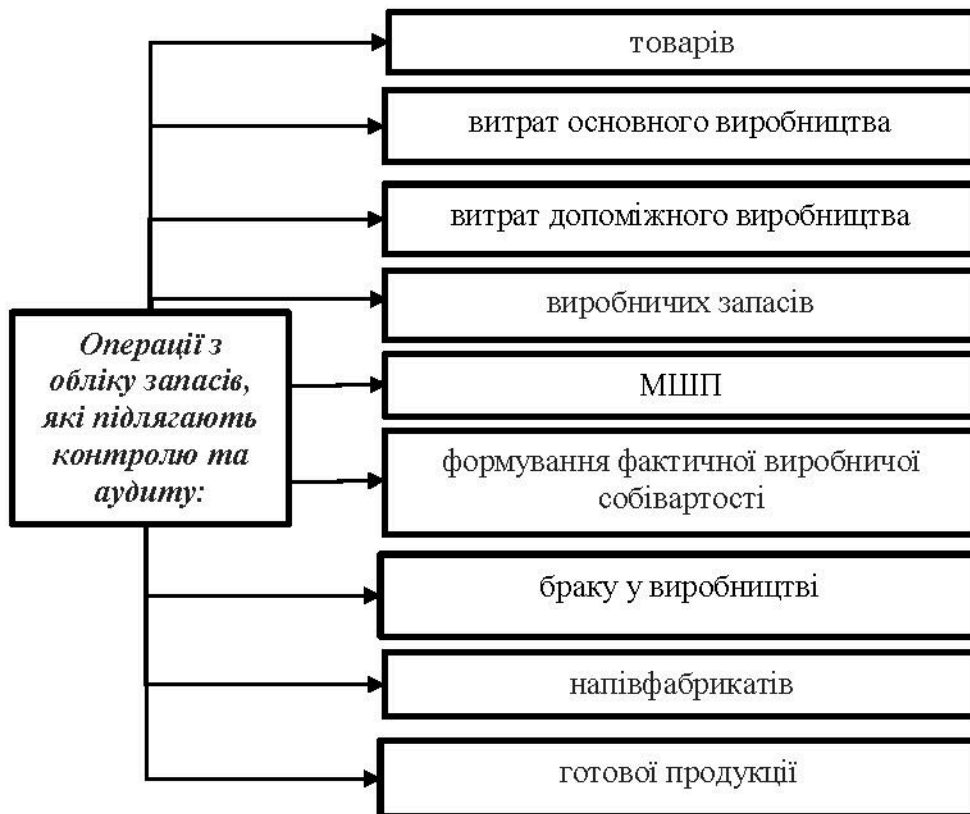 товарів
витрат основного виробництва
витрат допоміжного виробництва
виробничих запасів
Операції з
обліку запасів,
які підлягають
контролю та
аудиту:
МШП
формування фактичної виробничої
собівартості
браку у виробництві
напівфабрикатів
готової продукції